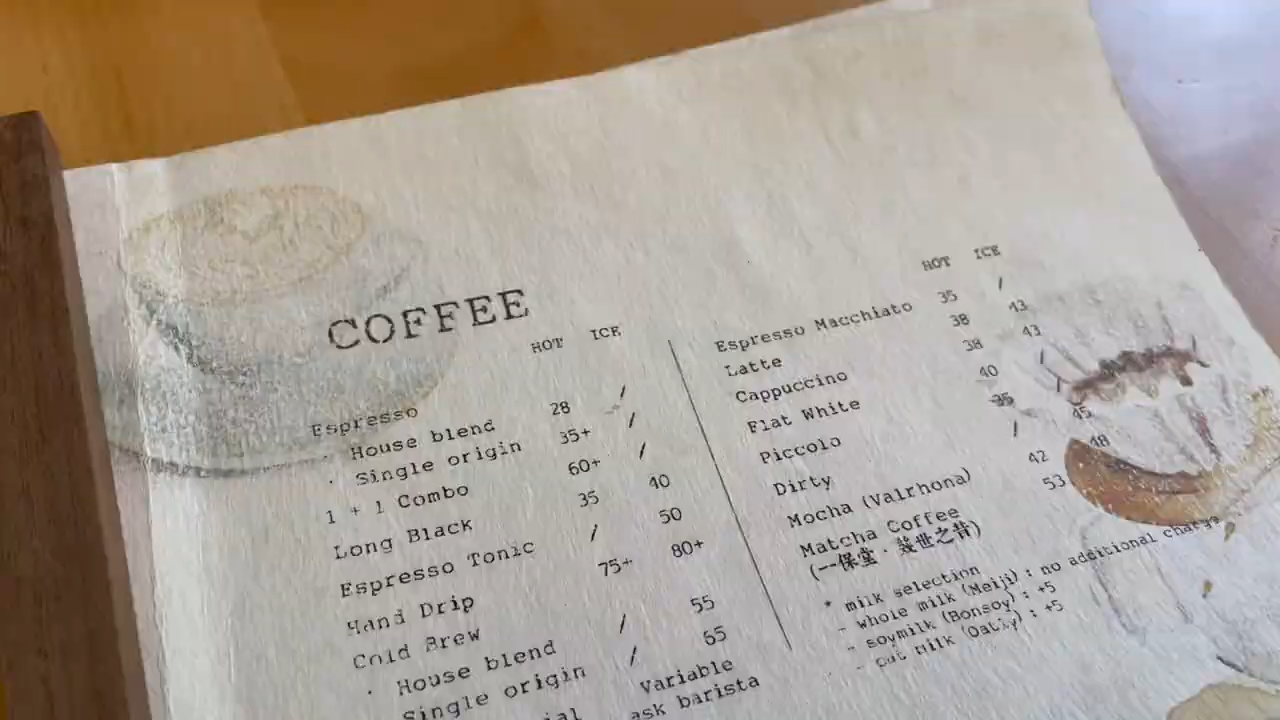 COFFEE
HOT ICE
Espresso
· House blend 28 /
· Single origin 35+ /
1 + 1 Combo 60+ /
Long Black 35 40
Espresso Tonic / 50
Hand Drip 75+ 80+
Cold Brew
· House blend / 55
Single origin / 65
Variable
ask barista
HOT ICE
Espresso Macchiato 35 /
Latte 38 43
Cappuccino 38 43
Flat White 40 /
Piccolo 35
Dirty / 45
Mocha (Valrhona) 42 48
Matcha Coffee 53
(一保堂・幾世之昔)
* milk selection
- whole milk (Meiji) : no additional charge
- soymilk (Bonsoy) : +5
- oat milk (Oatly) : +5